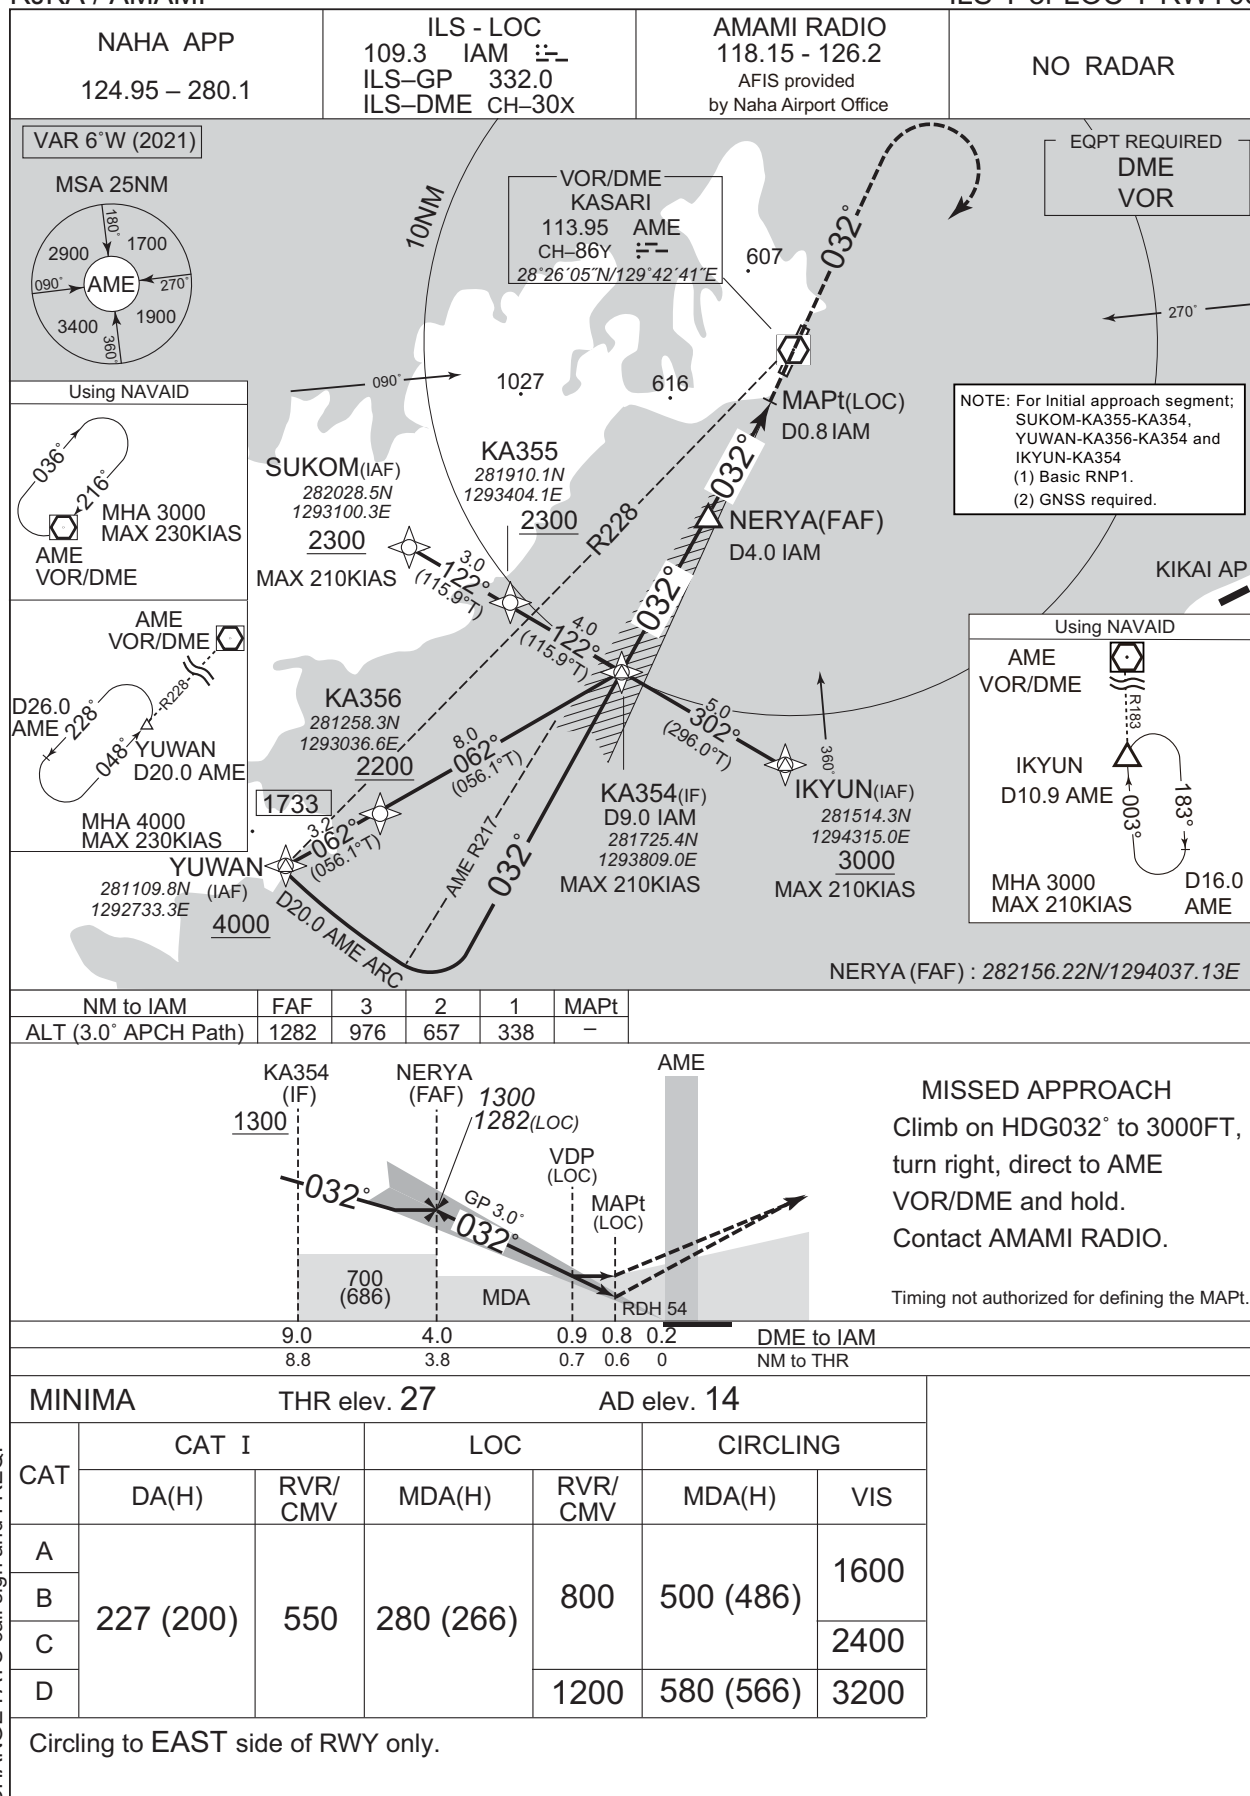 NAHA APP
124.95 – 280.1
ILS - LOC
109.3 IAM
ILS–GP 332.0
ILS–DME CH–30X
AMAMI RADIO
118.15 - 126.2
AFIS provided
by Naha Airport Office
NO RADAR
VAR 6°W (2021)
MSA 25NM
180°
2900
1700
090°
AME
270°
3400
1900
360°
10NM
VOR/DME
KASARI
113.95 AME
CH–86Y
28°26´05˝N/129°42´41˝E
607
032°
EQPT REQUIRED
DME
VOR
270°
090°
1027
616
MAPt(LOC)
D0.8 IAM
NOTE: For Initial approach segment;
SUKOM-KA355-KA354,
YUWAN-KA356-KA354 and
IKYUN-KA354
(1) Basic RNP1.
(2) GNSS required.
Using NAVAID
036°
216°
MHA 3000
MAX 230KIAS
AME
VOR/DME
SUKOM(IAF)
282028.5N
1293100.3E
2300
MAX 210KIAS
KA355
281910.1N
1293404.1E
2300
R228
032°
NERYA(FAF)
D4.0 IAM
3.0
122°
(115.9°T)
4.0
122°
(115.9°T)
032°
KIKAI AP
AME
VOR/DME
R228
D26.0
AME
228°
048°
YUWAN
D20.0 AME
MHA 4000
MAX 230KIAS
KA356
281258.3N
1293036.6E
2200
1733
8.0
062°
(056.1°T)
3.2
062°
(056.1°T)
YUWAN
(IAF)
281109.8N
1292733.3E
4000
D20.0 AME ARC
AME R217
032°
5.0
302°
(296.0°T)
360°
KA354(IF)
D9.0 IAM
281725.4N
1293809.0E
MAX 210KIAS
IKYUN(IAF)
281514.3N
1294315.0E
3000
MAX 210KIAS
Using NAVAID
AME
VOR/DME
R183
IKYUN
D10.9 AME
003°
183°
MHA 3000
MAX 210KIAS
D16.0
AME
NERYA (FAF) : 282156.22N/1294037.13E
NM to IAM FAF 3 2 1 MAPt
ALT (3.0° APCH Path) 1282 976 657 338 –
KA354
(IF)
1300
NERYA
(FAF)
1300
1282(LOC)
AME
VDP
(LOC)
MAPt
(LOC)
032°
GP 3.0°
032°
700
(686)
MDA
RDH 54
9.0 4.0 0.9 0.8 0.2 DME to IAM
8.8 3.8 0.7 0.6 0 NM to THR
MISSED APPROACH
Climb on HDG032° to 3000FT,
turn right, direct to AME
VOR/DME and hold.
Contact AMAMI RADIO.
Timing not authorized for defining the MAPt.
MINIMA THR elev. 27 AD elev. 14
CAT CAT I LOC CIRCLING
DA(H) RVR/CMV MDA(H) RVR/CMV MDA(H) VIS
A
B
C
D
227 (200) 550 280 (266) 800 500 (486) 1600
2400
1200 580 (566) 3200
Circling to EAST side of RWY only.